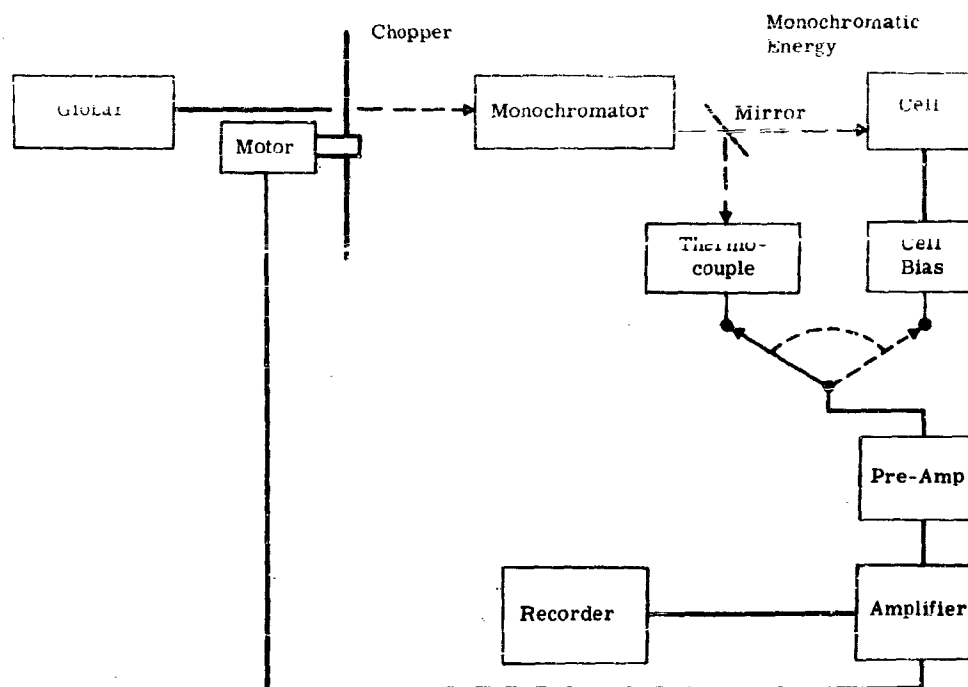 Chopper
Monochromatic
Energy
Globar
Monochromator
Mirror
Cell
Motor
Thermo-
couple
Cell
Bias
Pre-Amp
Recorder
Amplifier